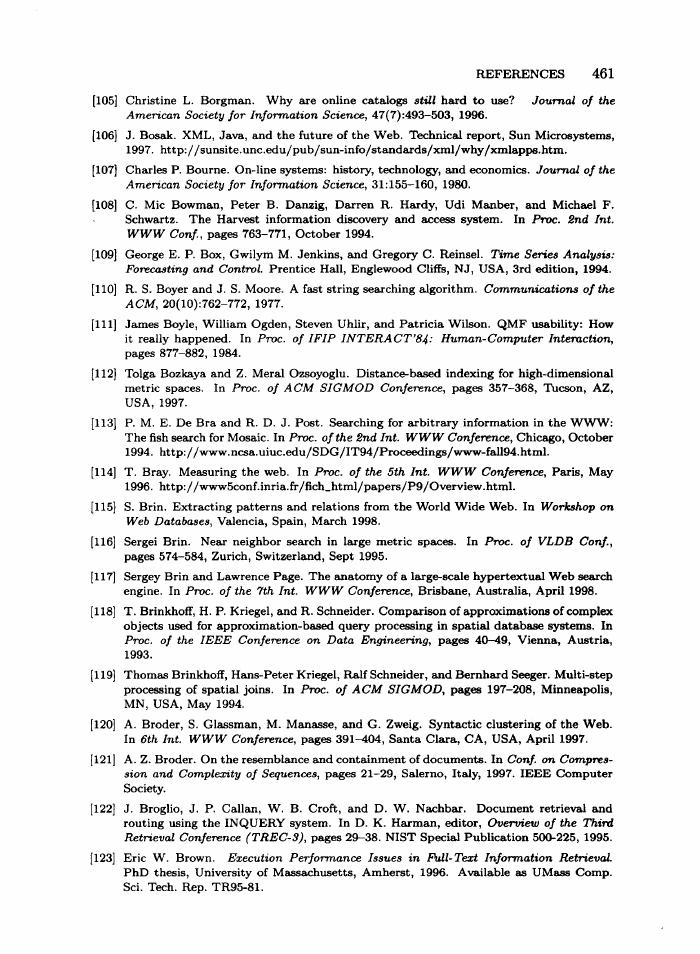 REFERENCES 461
[105] Christine L. Borgman. Why are online catalogs still hard to use? Journal of the
American Society for Information Science, 47(7):493–503, 1996.
[106] J. Bosak. XML, Java, and the future of the Web. Technical report, Sun Microsystems,
1997. http://sunsite.unc.edu/pub/sun-info/standards/xml/why/xmlapps.htm.
[107] Charles P. Bourne. On-line systems: history, technology, and economics. Journal of the
American Society for Information Science, 31:155–160, 1980.
[108] C. Mic Bowman, Peter B. Danzig, Darren R. Hardy, Udi Manber, and Michael F.
Schwartz. The Harvest information discovery and access system. In Proc. 2nd Int.
WWW Conf., pages 763–771, October 1994.
[109] George E. P. Box, Gwilym M. Jenkins, and Gregory C. Reinsel. Time Series Analysis:
Forecasting and Control. Prentice Hall, Englewood Cliffs, NJ, USA, 3rd edition, 1994.
[110] R. S. Boyer and J. S. Moore. A fast string searching algorithm. Communications of the
ACM, 20(10):762–772, 1977.
[111] James Boyle, William Ogden, Steven Uhlir, and Patricia Wilson. QMF usability: How
it really happened. In Proc. of IFIP INTERACT'84: Human-Computer Interaction,
pages 877–882, 1984.
[112] Tolga Bozkaya and Z. Meral Ozsoyoglu. Distance-based indexing for high-dimensional
metric spaces. In Proc. of ACM SIGMOD Conference, pages 357–368, Tucson, AZ,
USA, 1997.
[113] P. M. E. De Bra and R. D. J. Post. Searching for arbitrary information in the WWW:
The fish search for Mosaic. In Proc. of the 2nd Int. WWW Conference, Chicago, October
1994. http://www.ncsa.uiuc.edu/SDG/IT94/Proceedings/www-fall94.html.
[114] T. Bray. Measuring the web. In Proc. of the 5th Int. WWW Conference, Paris, May
1996. http://www5conf.inria.fr/fich_html/papers/P9/Overview.html.
[115] S. Brin. Extracting patterns and relations from the World Wide Web. In Workshop on
Web Databases, Valencia, Spain, March 1998.
[116] Sergei Brin. Near neighbor search in large metric spaces. In Proc. of VLDB Conf.,
pages 574–584, Zurich, Switzerland, Sept 1995.
[117] Sergey Brin and Lawrence Page. The anatomy of a large-scale hypertextual Web search
engine. In Proc. of the 7th Int. WWW Conference, Brisbane, Australia, April 1998.
[118] T. Brinkhoff, H. P. Kriegel, and R. Schneider. Comparison of approximations of complex
objects used for approximation-based query processing in spatial database systems. In
Proc. of the IEEE Conference on Data Engineering, pages 40–49, Vienna, Austria,
1993.
[119] Thomas Brinkhoff, Hans-Peter Kriegel, Ralf Schneider, and Bernhard Seeger. Multi-step
processing of spatial joins. In Proc. of ACM SIGMOD, pages 197–208, Minneapolis,
MN, USA, May 1994.
[120] A. Broder, S. Glassman, M. Manasse, and G. Zweig. Syntactic clustering of the Web.
In 6th Int. WWW Conference, pages 391–404, Santa Clara, CA, USA, April 1997.
[121] A. Z. Broder. On the resemblance and containment of documents. In Conf. on Compres-
sion and Complexity of Sequences, pages 21–29, Salerno, Italy, 1997. IEEE Computer
Society.
[122] J. Broglio, J. P. Callan, W. B. Croft, and D. W. Nachbar. Document retrieval and
routing using the INQUERY system. In D. K. Harman, editor, Overview of the Third
Retrieval Conference (TREC-3), pages 29–38. NIST Special Publication 500-225, 1995.
[123] Eric W. Brown. Execution Performance Issues in Full-Text Information Retrieval.
PhD thesis, University of Massachusetts, Amherst, 1996. Available as UMass Comp.
Sci. Tech. Rep. TR95-81.